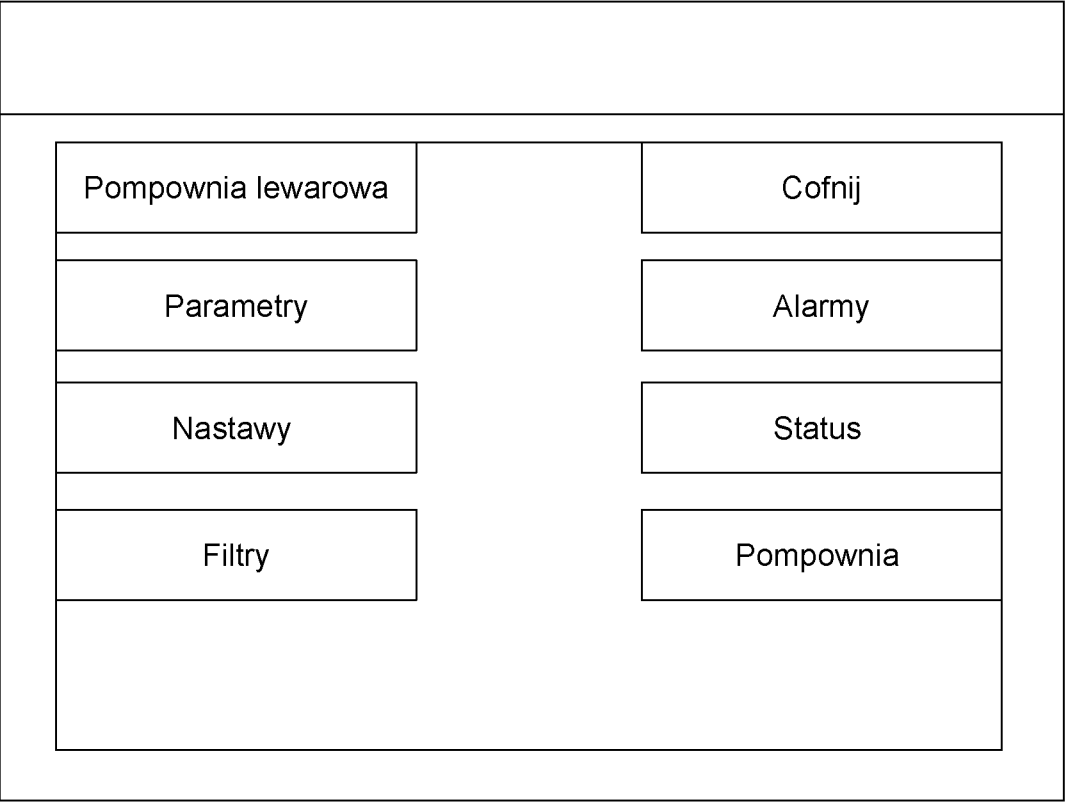 Pompownia lewarowa
Cofnij
Parametry
Alarmy
Nastawy
Status
Filtry
Pompownia